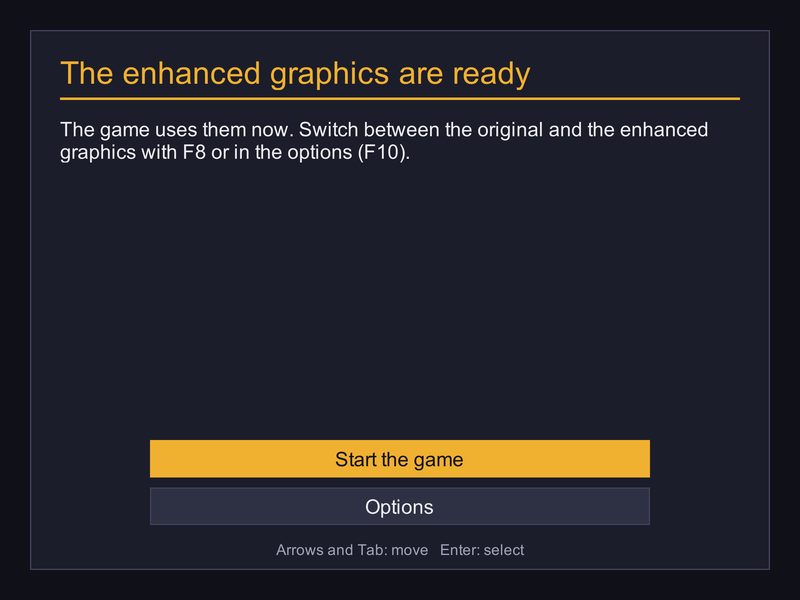 The enhanced graphics are ready
The game uses them now. Switch between the original and the enhanced
graphics with F8 or in the options (F10).
Start the game
Options
Arrows and Tab: move   Enter: select